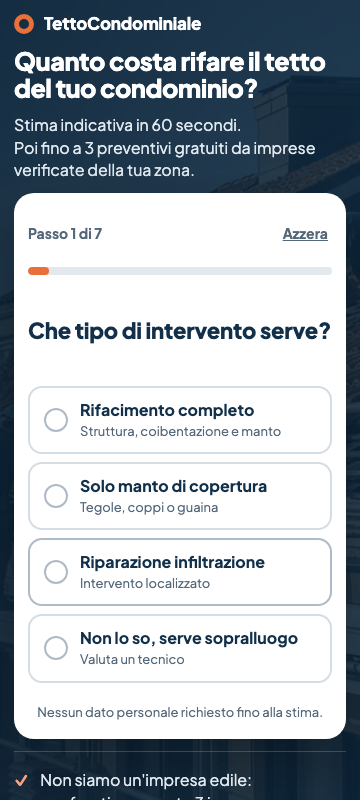 TettoCondominiale
Quanto costa rifare il tetto
del tuo condominio?
Stima indicativa in 60 secondi.
Poi fino a 3 preventivi gratuiti da imprese
verificate della tua zona.
Passo 1 di 7
Azzera
Che tipo di intervento serve?
Rifacimento completo
Struttura, coibentazione e manto
Solo manto di copertura
Tegole, coppi o guaina
Riparazione infiltrazione
Intervento localizzato
Non lo so, serve sopralluogo
Valuta un tecnico
Nessun dato personale richiesto fino alla stima.
Non siamo un'impresa edile: